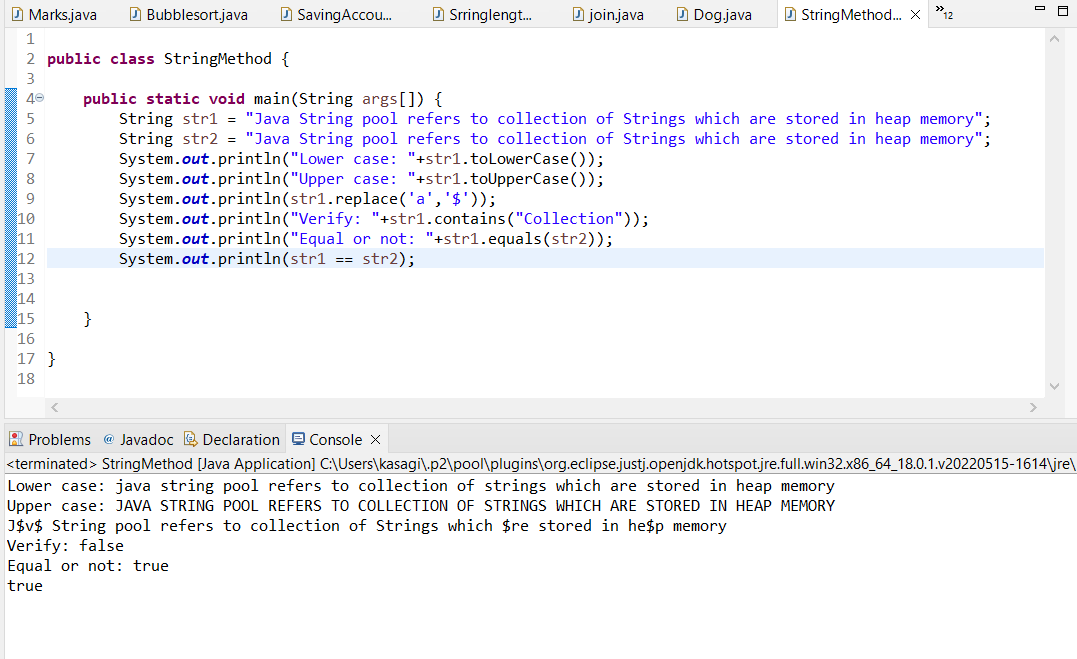 Marks.java Bubblesort.java SavingAccou... Srringlengt... join.java Dog.java StringMethod... »12
1
2 public class StringMethod {
3
4 public static void main(String args[]) {
5 String str1 = "Java String pool refers to collection of Strings which are stored in heap memory";
6 String str2 = "Java String pool refers to collection of Strings which are stored in heap memory";
7 System.out.println("Lower case: "+str1.toLowerCase());
8 System.out.println("Upper case: "+str1.toUpperCase());
9 System.out.println(str1.replace('a','$'));
10 System.out.println("Verify: "+str1.contains("Collection"));
11 System.out.println("Equal or not: "+str1.equals(str2));
12 System.out.println(str1 == str2);
13
14
15 }
16
17 }
18
Problems @ Javadoc Declaration Console
<terminated> StringMethod [Java Application] C:\Users\kasagi\.p2\pool\plugins\org.eclipse.justj.openjdk.hotspot.jre.full.win32.x86_64_18.0.1.v20220515-1614\jre\
Lower case: java string pool refers to collection of strings which are stored in heap memory
Upper case: JAVA STRING POOL REFERS TO COLLECTION OF STRINGS WHICH ARE STORED IN HEAP MEMORY
J$v$ String pool refers to collection of Strings which $re stored in he$p memory
Verify: false
Equal or not: true
true